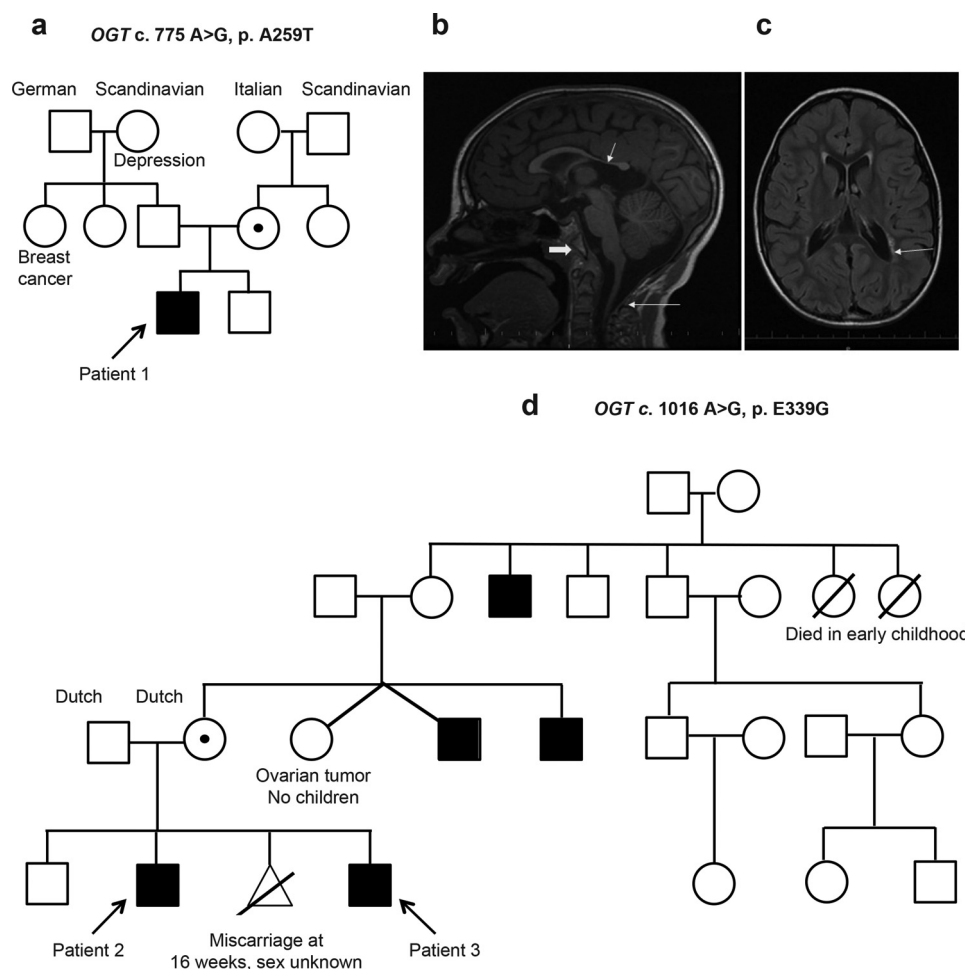 a
OGT c. 775 A>G, p. A259T
German Scandinavian Italian Scandinavian
Depression
Breast
cancer
Patient 1
b
c
d
OGT c. 1016 A>G, p. E339G
Died in early childhood
Dutch Dutch
Ovarian tumor
No children
Patient 2
Miscarriage at
16 weeks, sex unknown
Patient 3